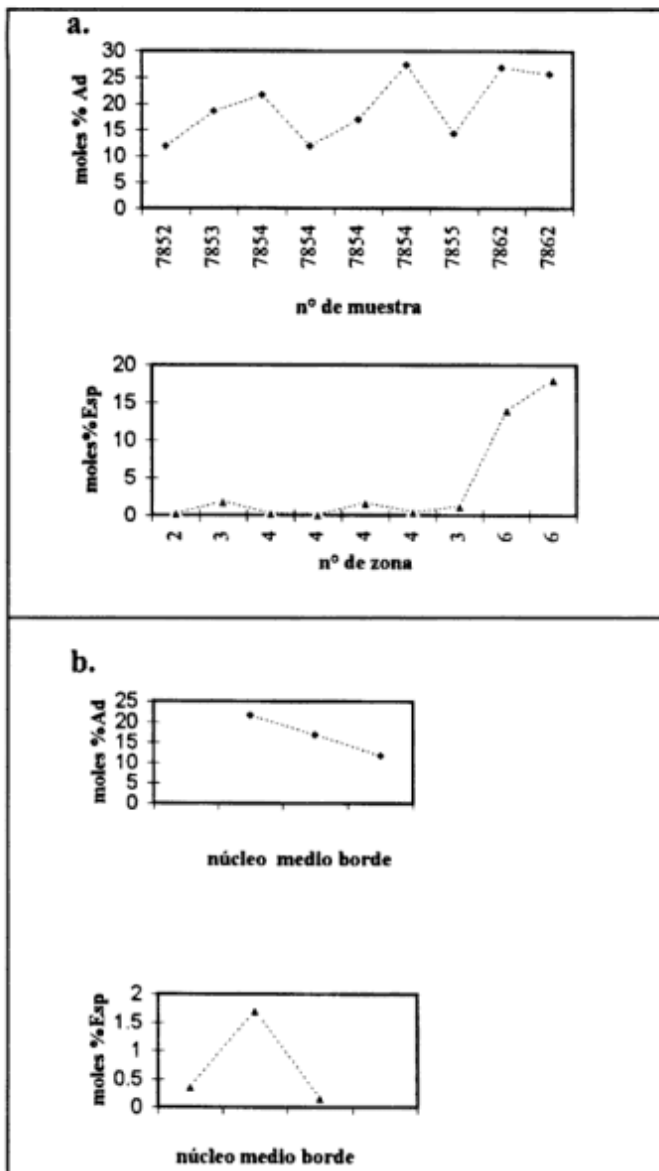 a.
30
25
20
15
10
5
0
moles % Ad
7852 7853 7854 7854 7854 7854 7855 7862 7862
n° de muestra
20
15
10
5
0
moles%Esp
2 3 4 4 4 4 3 6 6
n° de zona
b.
25
20
15
10
5
0
moles %Ad
núcleo medio borde
2
1.5
1
0.5
0
moles %Esp
núcleo medio borde